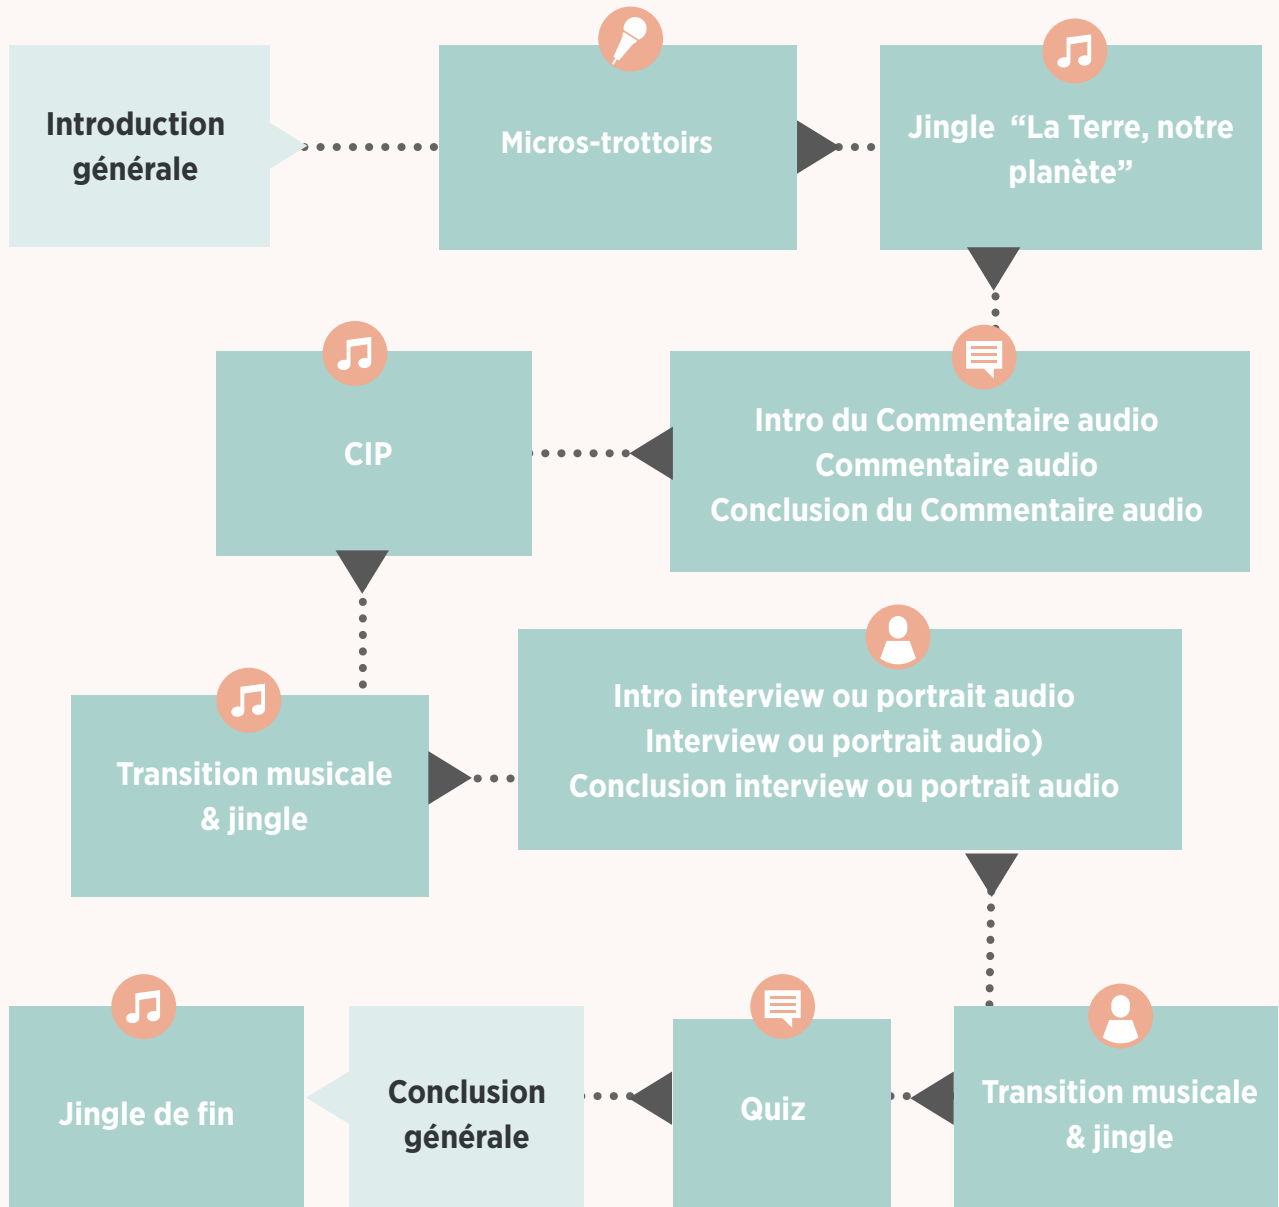 Introduction
générale
Micros-trottoirs
Jingle “La Terre, notre
planète”
Intro du Commentaire audio
Commentaire audio
Conclusion du Commentaire audio
CIP
Transition musicale
& jingle
Intro interview ou portrait audio
Interview ou portrait audio)
Conclusion interview ou portrait audio
Transition musicale
& jingle
Quiz
Conclusion
générale
Jingle de fin